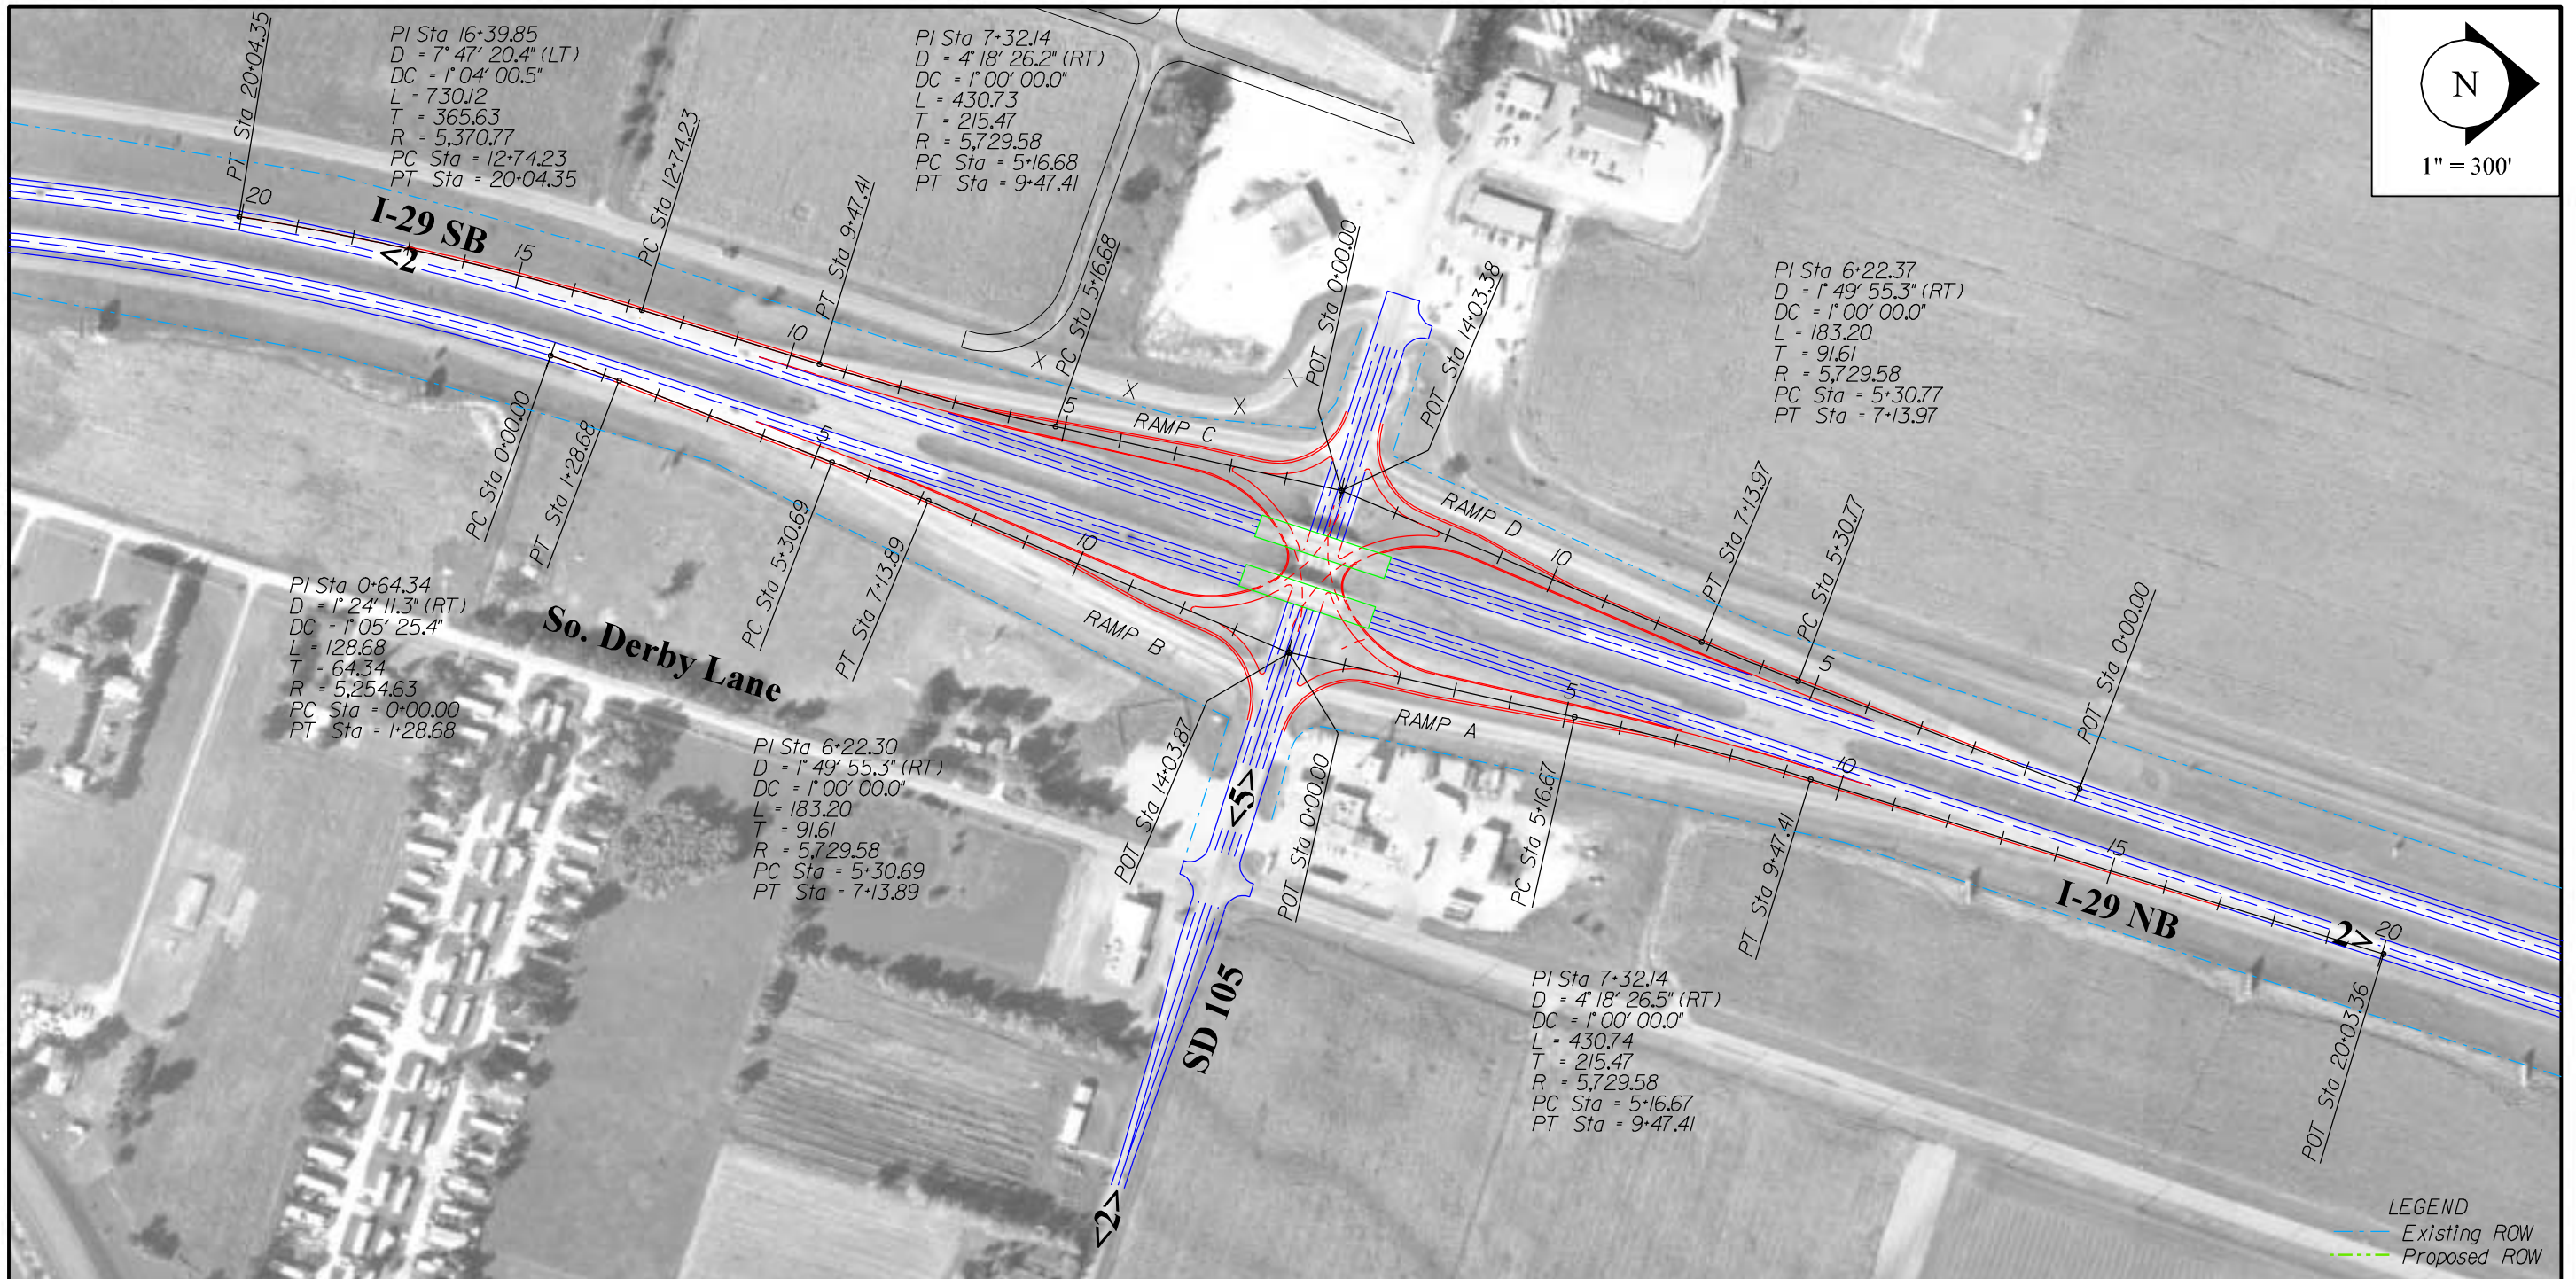 PI Sta 16+39.85
D = 7° 47' 20.4" (LT)
DC = 1° 04' 00.5"
L = 730.12
T = 365.63
R = 5,370.77
PC Sta = 12+74.23
PT Sta = 20+04.35
PI Sta 7+32.14
D = 4° 18' 26.2" (RT)
DC = 1° 00' 00.0"
L = 430.73
T = 215.47
R = 5,729.58
PC Sta = 5+16.68
PT Sta = 9+47.41
N
1" = 300'
PT Sta 20+04.35
20
I-29 SB
<2
15
PC Sta 12+74.23
10
PT Sta 9+47.41
PC Sta 5+16.68
5
RAMP C
X
X
X
X
POT Sta 0+00.00
POT Sta 14+03.38
PI Sta 6+22.37
D = 1° 49' 55.3" (RT)
DC = 1° 00' 00.0"
L = 183.20
T = 91.61
R = 5,729.58
PC Sta = 5+30.77
PT Sta = 7+13.97
RAMP D
10
PT Sta 7+13.97
PC Sta 5+30.77
5
POT Sta 0+00.00
PC Sta 0+00.00
PT Sta 1+28.68
5
PC Sta 5+30.69
PT Sta 7+13.89
10
RAMP B
PI Sta 0+64.34
D = 1° 24' 11.3" (RT)
DC = 1° 05' 25.4"
L = 128.68
T = 64.34
R = 5,254.63
PC Sta = 0+00.00
PT Sta = 1+28.68
So. Derby Lane
PI Sta 6+22.30
D = 1° 49' 55.3" (RT)
DC = 1° 00' 00.0"
L = 183.20
T = 91.61
R = 5,729.58
PC Sta = 5+30.69
PT Sta = 7+13.89
POT Sta 14+03.87
<5>
POT Sta 0+00.00
RAMP A
5
PC Sta 5+16.67
10
PT Sta 9+47.41
15
I-29 NB
2>
20
POT Sta 20+03.36
SD 105
<2>
PI Sta 7+32.14
D = 4° 18' 26.5" (RT)
DC = 1° 00' 00.0"
L = 430.74
T = 215.47
R = 5,729.58
PC Sta = 5+16.67
PT Sta = 9+47.41
LEGEND
Existing ROW
Proposed ROW